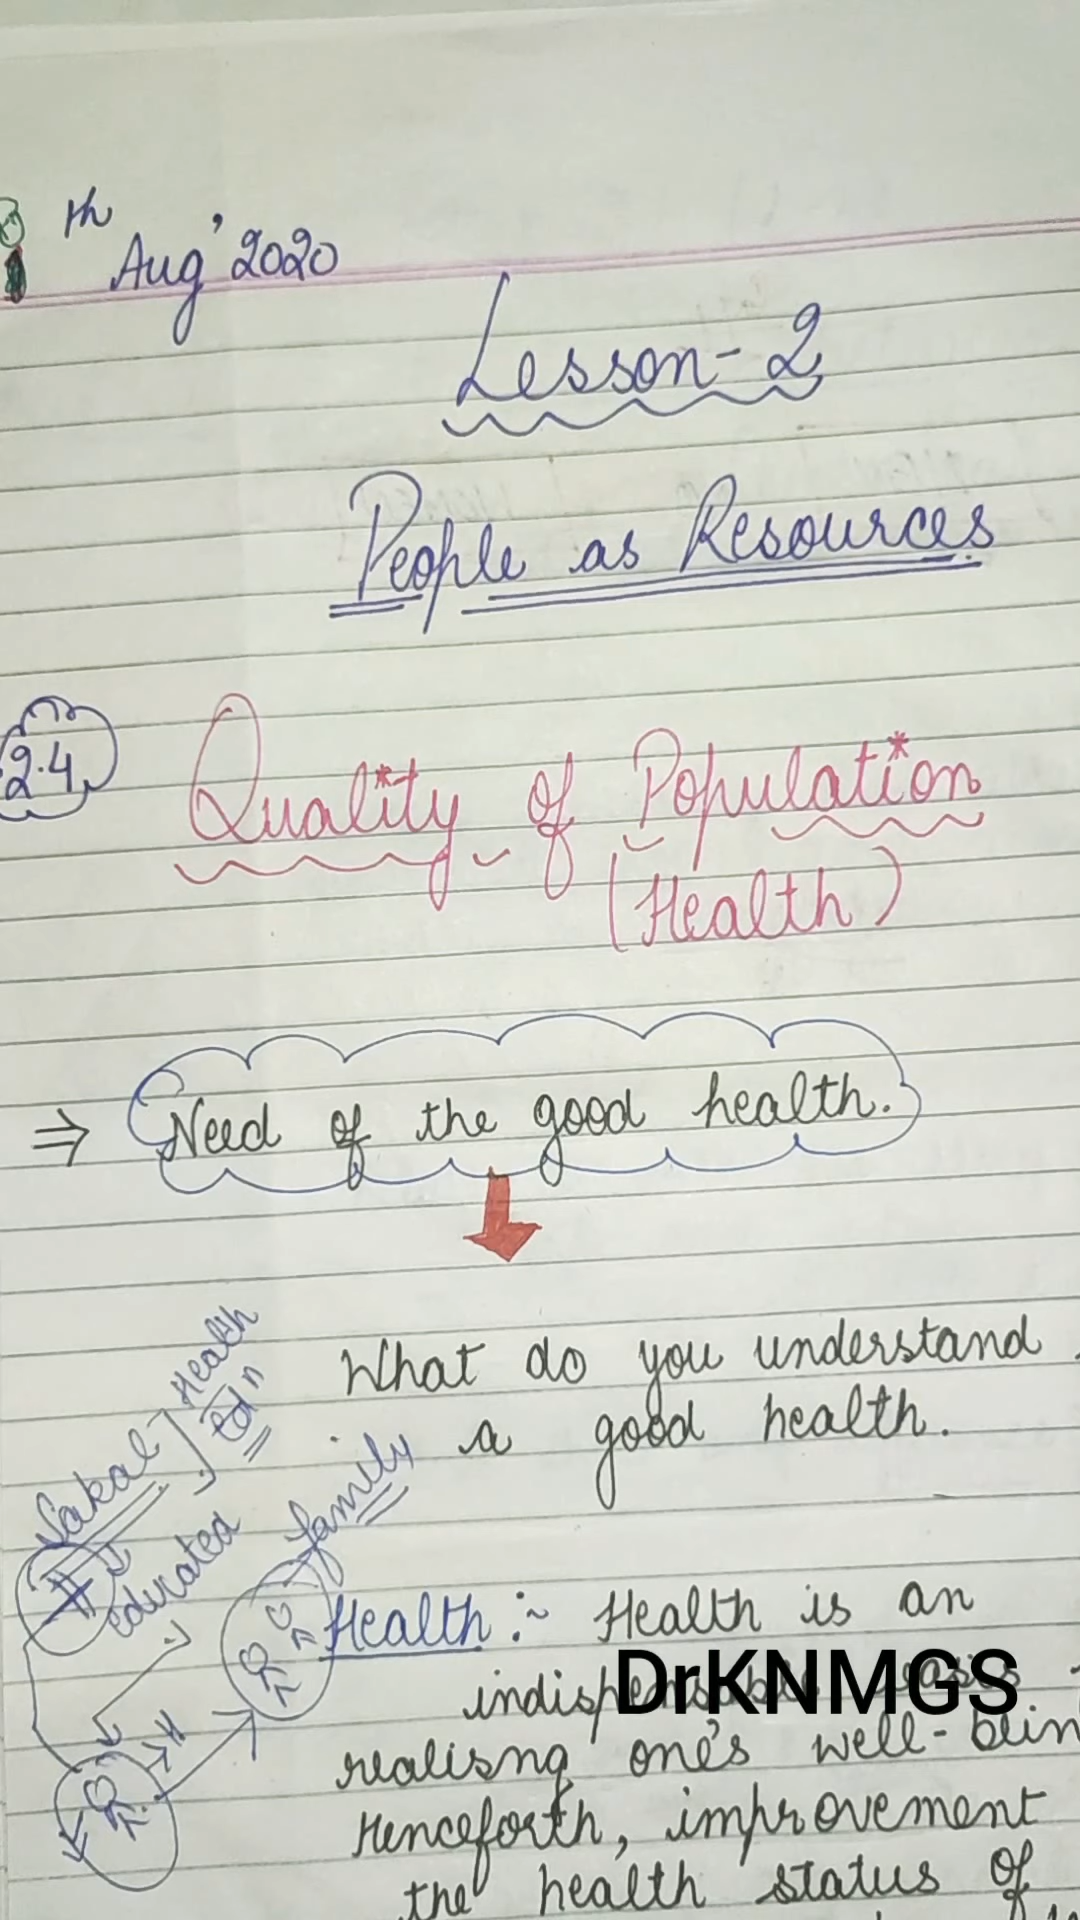 th
Aug' 2020
Lesson-2
People as Resources
2.4
Quality of Population
(Health)
⇒ Need of the good health.
What do you understand
a good health.
Health
Edn
Sakal
educated
family
H
Health :~ Health is an
DrKNMGS
realisng one's well-bein
Henceforth, improvement
the health status of